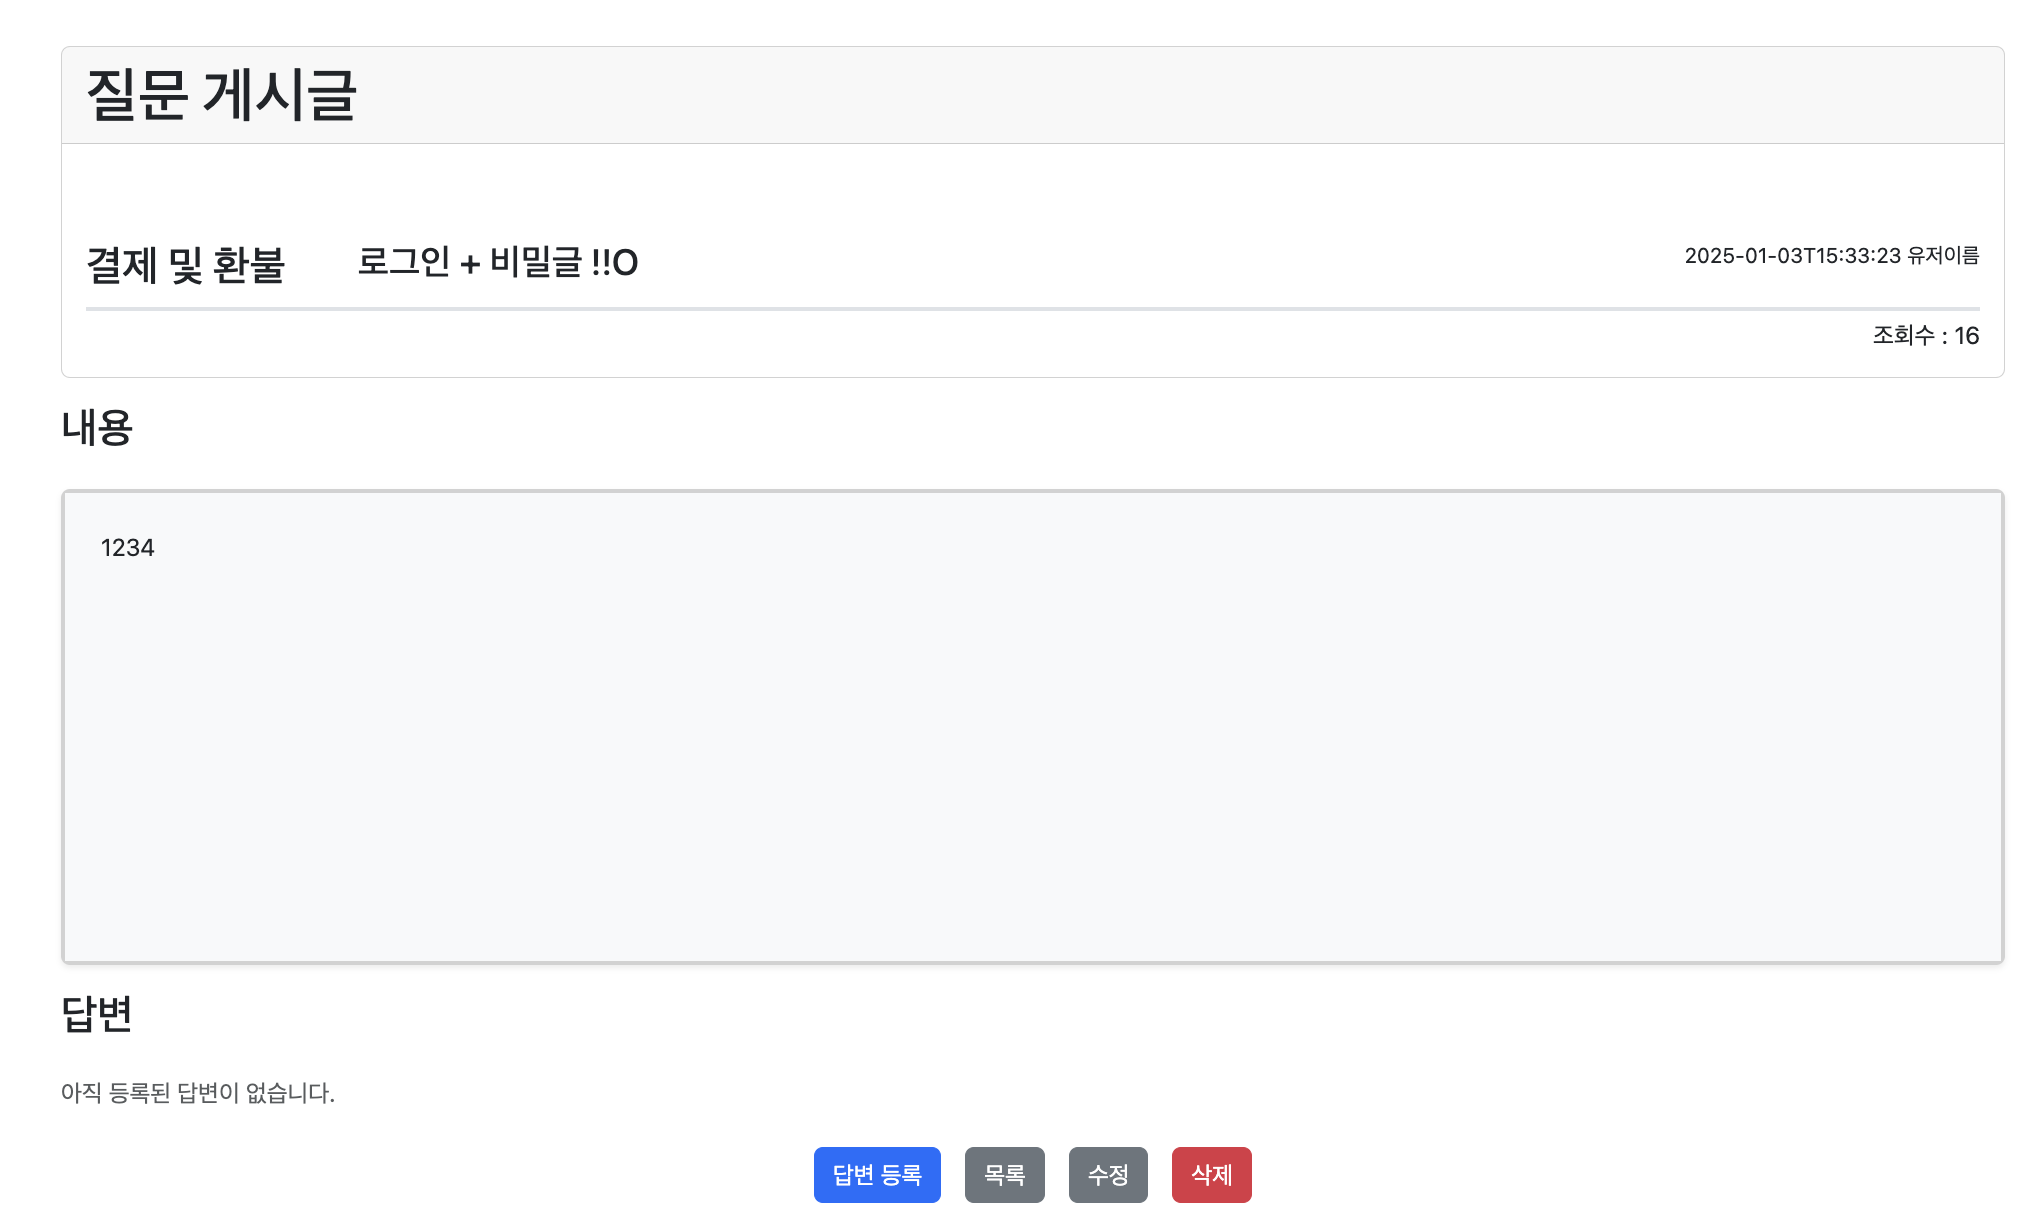 질문 게시글
결제 및 환불 로그인 + 비밀글 !!O 2025-01-03T15:33:23 유저이름
조회수 : 16
내용
1234
답변
아직 등록된 답변이 없습니다.
답변 등록 목록 수정 삭제